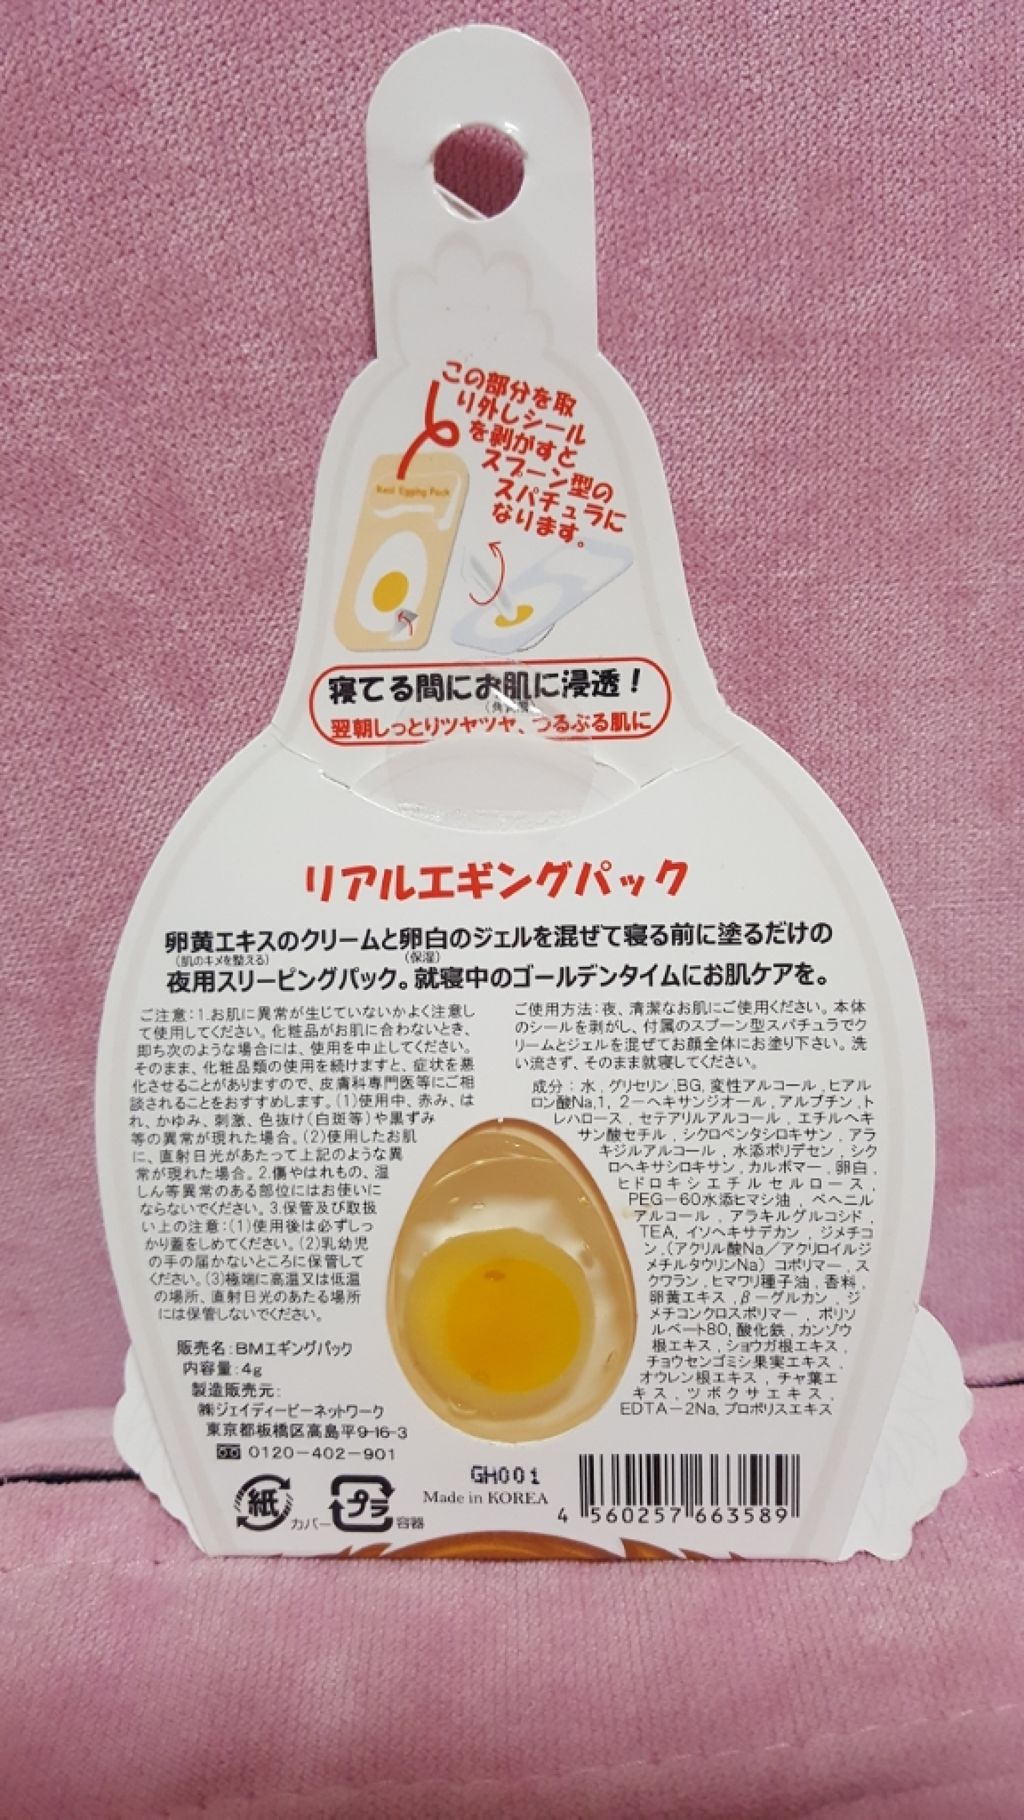 この部分を取
り外しシール
を剥がすと
スプーン型の
スパチュラに
なります。
Real Egging Pack
寝てる間にお肌に浸透!
翌朝しっとりツヤツヤ、つるぷる肌に
リアルエギングパック
卵黄エキスのクリームと卵白のジェルを混ぜて寝る前に塗るだけの
(肌のキメを整える) (保湿)
夜用スリーピングパック。就寝中のゴールデンタイムにお肌ケアを。
ご注意:1.お肌に異常が生じていないかよく注意し
て使用してください。化粧品がお肌に合わないとき、
即ち次のような場合には、使用を中止してください。
そのまま、化粧品類の使用を続けますと、症状を悪
化させることがありますので、皮膚科専門医等にご相
談されることをおすすめします。(1)使用中、赤み、は
れ、かゆみ、刺激、色抜け(白斑等)や黒ずみ
等の異常が現れた場合。(2)使用したお肌
に、直射日光があたって上記のような異
常が現れた場合。2.傷やはれもの、湿
しん等異常のある部位にはお使いに
ならないでください。3.保管及び取扱
い上の注意:(1)使用後は必ずしっ
かり蓋をしめてください。(2)乳幼児
の手の届かないところに保管して
ください。(3)極端に高温又は低温
の場所、直射日光のあたる場所
には保管しないでください。
販売名:BMエギングパック
内容量:4g
製造販売元:
㈱ジェイディービーネットワーク
東京都板橋区高島平9-16-3
0120-402-901
ご使用方法:夜、清潔なお肌にご使用ください。本体
のシールを剥がし、付属のスプーン型スパチュラでク
リームとジェルを混ぜてお顔全体にお塗り下さい。洗
い流さず、そのまま就寝してください。
成分:水,グリセリン,BG,変性アルコール,ヒアル
ロン酸Na,1,2-ヘキサンジオール,アルブチン,ト
レハロース,セテアリルアルコール,エチルヘキ
サン酸セチル,シクロペンタシロキサン,アラ
キジルアルコール,水添ポリデセン,シク
ロヘキサシロキサン,カルボマー,卵白,
ヒドロキシエチルセルロース,
PEG-60水添ヒマシ油,ベヘニル
アルコール,アラキルグルコシド,
TEA,イソヘキサデカン,ジメチコ
ン,(アクリル酸Na/アクリロイルジ
メチルタウリンNa)コポリマー,ス
クワラン,ヒマワリ種子油,香料,
卵黄エキス,β-グルカン,ジ
メチコンクロスポリマー,ポリソ
ルベート80,酸化鉄,カンゾウ
根エキス,ショウガ根エキス,
チョウセンゴミシ果実エキス,
オウレン根エキス,チャ葉エ
キス,ツボクサエキス,
EDTA-2Na,プロポリスエキス
紙 カバー プラ 容器
GH001
Made in KOREA
4 560257 663589